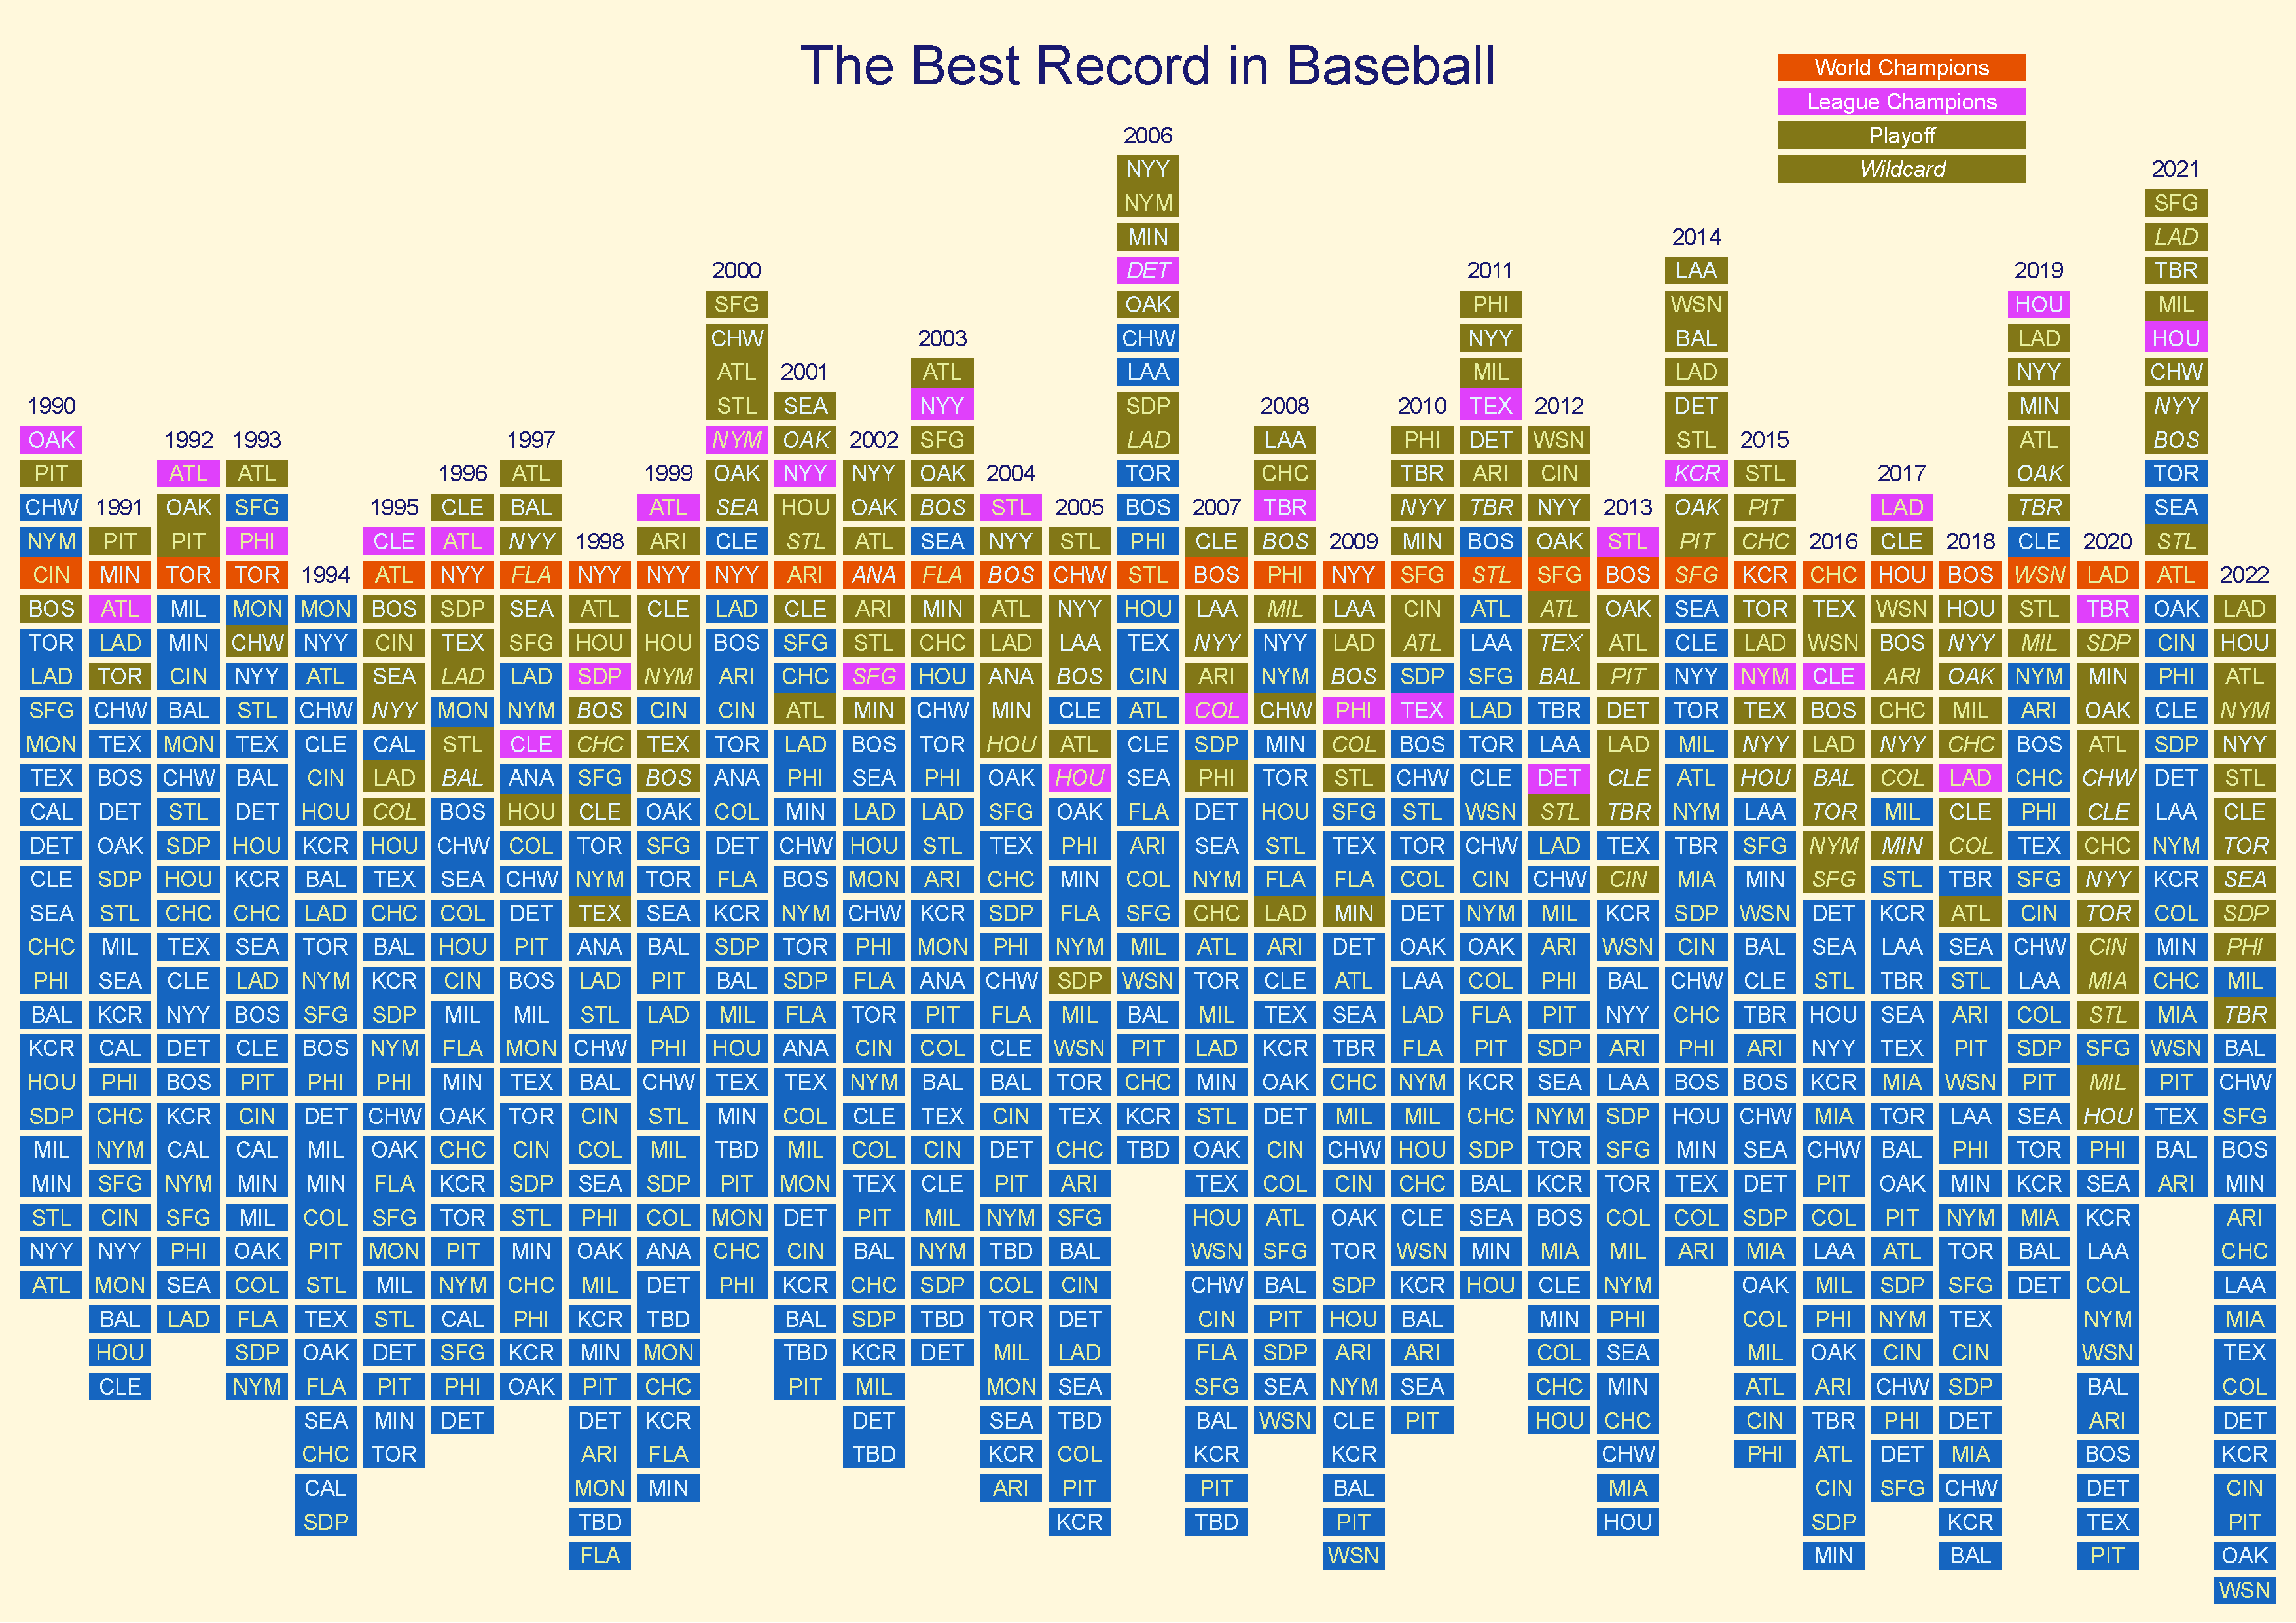 The Best Record in Baseball
World Champions
League Champions
Playoff
Wildcard
1990
OAK
PIT
CHW
NYM
CIN
BOS
TOR
LAD
SFG
MON
TEX
CAL
DET
CLE
SEA
CHC
PHI
BAL
KCR
HOU
SDP
MIL
MIN
STL
NYY
ATL
1991
PIT
MIN
ATL
LAD
TOR
CHW
TEX
BOS
DET
OAK
SDP
STL
MIL
SEA
KCR
CAL
PHI
CHC
NYM
SFG
CIN
NYY
MON
BAL
HOU
CLE
1992
ATL
OAK
PIT
TOR
MIL
MIN
CIN
BAL
MON
CHW
STL
SDP
HOU
CHC
TEX
CLE
NYY
DET
BOS
KCR
CAL
NYM
SFG
PHI
SEA
LAD
1993
ATL
SFG
PHI
TOR
MON
CHW
NYY
STL
TEX
BAL
DET
HOU
KCR
CHC
SEA
LAD
BOS
CLE
PIT
CIN
CAL
MIN
MIL
OAK
COL
FLA
SDP
NYM
1994
MON
NYY
ATL
CHW
CLE
CIN
HOU
KCR
BAL
LAD
TOR
NYM
SFG
BOS
PHI
DET
MIL
MIN
COL
PIT
STL
TEX
OAK
FLA
SEA
CHC
CAL
SDP
1995
CLE
ATL
BOS
CIN
SEA
NYY
CAL
LAD
COL
HOU
TEX
CHC
BAL
KCR
SDP
NYM
PHI
CHW
OAK
FLA
SFG
MON
MIL
STL
DET
PIT
MIN
TOR
1996
CLE
ATL
NYY
SDP
TEX
LAD
MON
STL
BAL
BOS
CHW
SEA
COL
HOU
CIN
MIL
FLA
MIN
OAK
CHC
KCR
TOR
PIT
NYM
CAL
SFG
PHI
DET
1997
ATL
BAL
NYY
FLA
SEA
SFG
LAD
NYM
CLE
ANA
HOU
COL
CHW
DET
PIT
BOS
MIL
MON
TEX
TOR
CIN
SDP
STL
MIN
CHC
PHI
KCR
OAK
1998
NYY
ATL
HOU
SDP
BOS
CHC
SFG
CLE
TOR
NYM
TEX
ANA
LAD
STL
CHW
BAL
CIN
COL
SEA
PHI
OAK
MIL
KCR
MIN
PIT
DET
ARI
MON
TBD
FLA
1999
ATL
ARI
NYY
CLE
HOU
NYM
CIN
TEX
BOS
OAK
SFG
TOR
SEA
BAL
PIT
LAD
PHI
CHW
STL
MIL
SDP
COL
ANA
DET
TBD
MON
CHC
KCR
FLA
MIN
2000
SFG
CHW
ATL
STL
NYM
OAK
SEA
CLE
NYY
LAD
BOS
ARI
CIN
TOR
ANA
COL
DET
FLA
KCR
SDP
BAL
MIL
HOU
TEX
MIN
TBD
PIT
MON
CHC
PHI
2001
SEA
OAK
NYY
HOU
STL
ARI
CLE
SFG
CHC
ATL
LAD
PHI
MIN
CHW
BOS
NYM
TOR
SDP
FLA
ANA
TEX
COL
MIL
MON
DET
CIN
KCR
BAL
TBD
PIT
2002
NYY
OAK
ATL
ANA
ARI
STL
SFG
MIN
BOS
SEA
LAD
HOU
MON
CHW
PHI
FLA
TOR
CIN
NYM
CLE
COL
TEX
PIT
BAL
CHC
SDP
KCR
MIL
DET
TBD
2003
ATL
NYY
SFG
OAK
BOS
SEA
FLA
MIN
CHC
HOU
CHW
TOR
PHI
LAD
STL
ARI
KCR
MON
ANA
PIT
COL
BAL
TEX
CIN
CLE
MIL
NYM
SDP
TBD
DET
2004
STL
NYY
BOS
ATL
LAD
ANA
MIN
HOU
OAK
SFG
TEX
CHC
SDP
PHI
CHW
FLA
CLE
BAL
CIN
DET
PIT
NYM
TBD
COL
TOR
MIL
MON
SEA
KCR
ARI
2005
STL
CHW
NYY
LAA
BOS
CLE
ATL
HOU
OAK
PHI
MIN
FLA
NYM
SDP
MIL
WSN
TOR
TEX
CHC
ARI
SFG
BAL
CIN
DET
LAD
SEA
TBD
COL
PIT
KCR
2006
NYY
NYM
MIN
DET
OAK
CHW
LAA
SDP
LAD
TOR
BOS
PHI
STL
HOU
TEX
CIN
ATL
CLE
SEA
FLA
ARI
COL
SFG
MIL
WSN
BAL
PIT
CHC
KCR
TBD
2007
CLE
BOS
LAA
NYY
ARI
COL
SDP
PHI
DET
SEA
NYM
CHC
ATL
TOR
MIL
LAD
MIN
STL
OAK
TEX
HOU
WSN
CHW
CIN
FLA
SFG
BAL
KCR
PIT
TBD
2008
LAA
CHC
TBR
BOS
PHI
MIL
NYY
NYM
CHW
MIN
TOR
HOU
STL
FLA
LAD
ARI
CLE
TEX
KCR
OAK
DET
CIN
COL
ATL
SFG
BAL
PIT
SDP
SEA
WSN
2009
NYY
LAA
LAD
BOS
PHI
COL
STL
SFG
TEX
FLA
MIN
DET
ATL
SEA
TBR
CHC
MIL
CHW
CIN
OAK
TOR
SDP
HOU
ARI
NYM
CLE
KCR
BAL
PIT
WSN
2010
PHI
TBR
NYY
MIN
SFG
CIN
ATL
SDP
TEX
BOS
CHW
STL
TOR
COL
DET
OAK
LAA
LAD
FLA
NYM
MIL
HOU
CHC
CLE
WSN
KCR
BAL
ARI
SEA
PIT
2011
PHI
NYY
MIL
TEX
DET
ARI
TBR
BOS
STL
ATL
LAA
SFG
LAD
TOR
CLE
WSN
CHW
CIN
NYM
OAK
COL
FLA
PIT
KCR
CHC
SDP
BAL
SEA
MIN
HOU
2012
WSN
CIN
NYY
OAK
SFG
ATL
TEX
BAL
TBR
LAA
DET
STL
LAD
CHW
MIL
ARI
PHI
PIT
SDP
SEA
NYM
TOR
KCR
BOS
MIA
CLE
MIN
COL
CHC
HOU
2013
STL
BOS
OAK
ATL
PIT
DET
LAD
CLE
TBR
TEX
CIN
KCR
WSN
BAL
NYY
ARI
LAA
SDP
SFG
TOR
COL
MIL
NYM
PHI
SEA
MIN
CHC
CHW
MIA
HOU
2014
LAA
WSN
BAL
LAD
DET
STL
KCR
OAK
PIT
SFG
SEA
CLE
NYY
TOR
MIL
ATL
NYM
TBR
MIA
SDP
CIN
CHW
CHC
PHI
BOS
HOU
MIN
TEX
COL
ARI
2015
STL
PIT
CHC
KCR
TOR
LAD
NYM
TEX
NYY
HOU
LAA
SFG
MIN
WSN
BAL
CLE
TBR
ARI
BOS
CHW
SEA
DET
SDP
MIA
OAK
COL
MIL
ATL
CIN
PHI
2016
CHC
TEX
WSN
CLE
BOS
LAD
BAL
TOR
NYM
SFG
DET
SEA
STL
HOU
NYY
KCR
MIA
CHW
PIT
COL
LAA
MIL
PHI
OAK
ARI
TBR
ATL
CIN
SDP
MIN
2017
LAD
CLE
HOU
WSN
BOS
ARI
CHC
NYY
COL
MIL
MIN
STL
KCR
LAA
TBR
SEA
TEX
MIA
TOR
BAL
OAK
PIT
ATL
SDP
NYM
CIN
CHW
PHI
DET
SFG
2018
BOS
HOU
NYY
OAK
MIL
CHC
LAD
CLE
COL
TBR
ATL
SEA
STL
ARI
PIT
WSN
LAA
PHI
MIN
NYM
TOR
SFG
TEX
CIN
SDP
DET
MIA
CHW
KCR
BAL
2019
HOU
LAD
NYY
MIN
ATL
OAK
TBR
CLE
WSN
STL
MIL
NYM
ARI
BOS
CHC
PHI
TEX
SFG
CIN
CHW
LAA
COL
SDP
PIT
SEA
TOR
KCR
MIA
BAL
DET
2020
LAD
TBR
SDP
MIN
OAK
ATL
CHW
CLE
CHC
NYY
TOR
CIN
MIA
STL
SFG
MIL
HOU
PHI
SEA
KCR
LAA
COL
NYM
WSN
BAL
ARI
BOS
DET
TEX
PIT
2021
SFG
LAD
TBR
MIL
HOU
CHW
NYY
BOS
TOR
SEA
STL
ATL
OAK
CIN
PHI
CLE
SDP
DET
LAA
NYM
KCR
COL
MIN
CHC
MIA
WSN
PIT
TEX
BAL
ARI
2022
LAD
HOU
ATL
NYM
NYY
STL
CLE
TOR
SEA
SDP
PHI
MIL
TBR
BAL
CHW
SFG
BOS
MIN
ARI
CHC
LAA
MIA
TEX
COL
DET
KCR
CIN
PIT
OAK
WSN